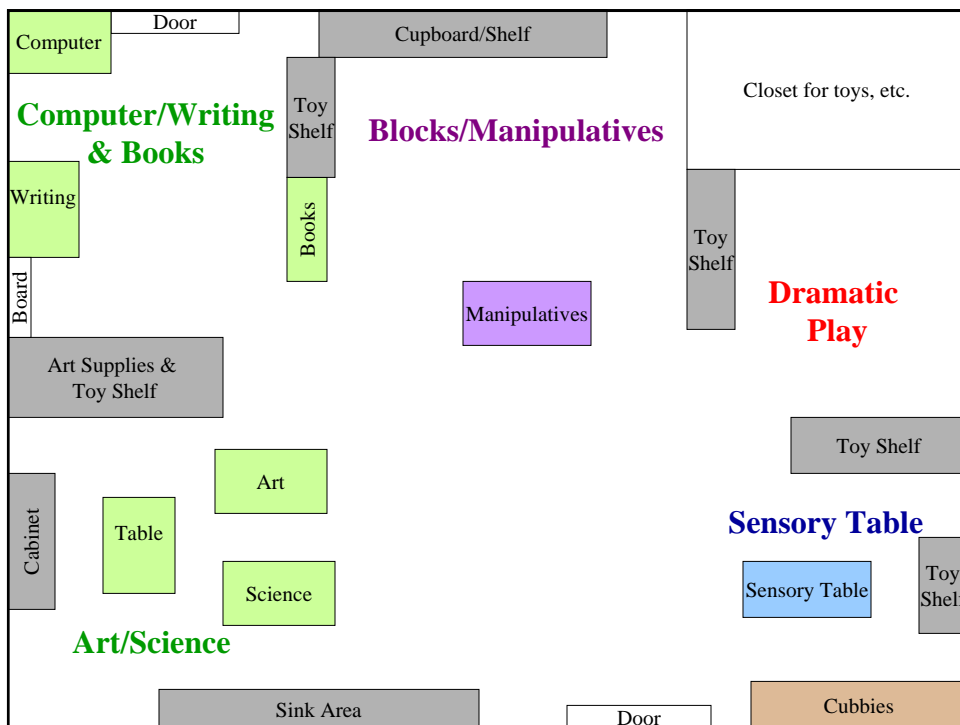 Door
Computer
Cupboard/Shelf
Closet for toys, etc.
Computer/Writing
& Books
Toy
Shelf
Blocks/Manipulatives
Writing
Books
Toy
Shelf
Board
Manipulatives
Dramatic
Play
Art Supplies &
Toy Shelf
Toy Shelf
Art
Cabinet
Table
Sensory Table
Science
Sensory Table
Toy
Shelf
Art/Science
Sink Area
Door
Cubbies